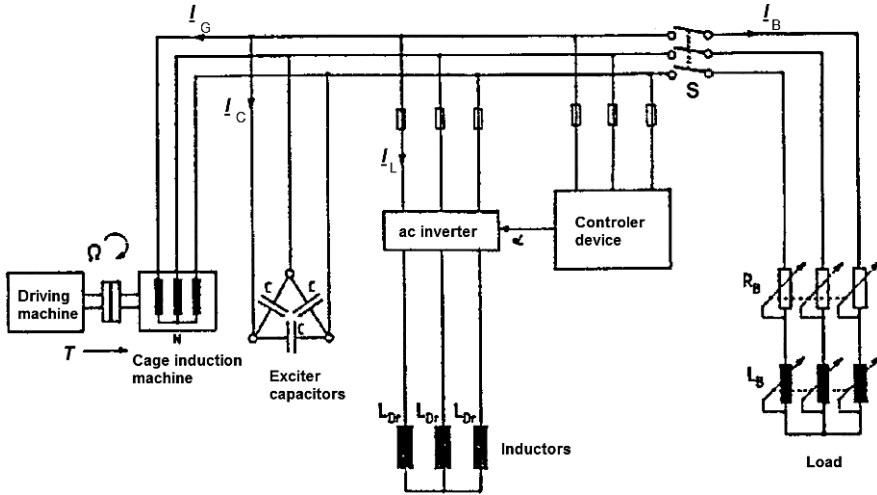 I G
I B
S
I C
I L
ac inverter
α
Controler
device
Ω
Driving
machine
T
N
Cage induction
machine
C
C
C
Exciter
capacitors
R B
L B
L Dr L Dr L Dr
Inductors
Load